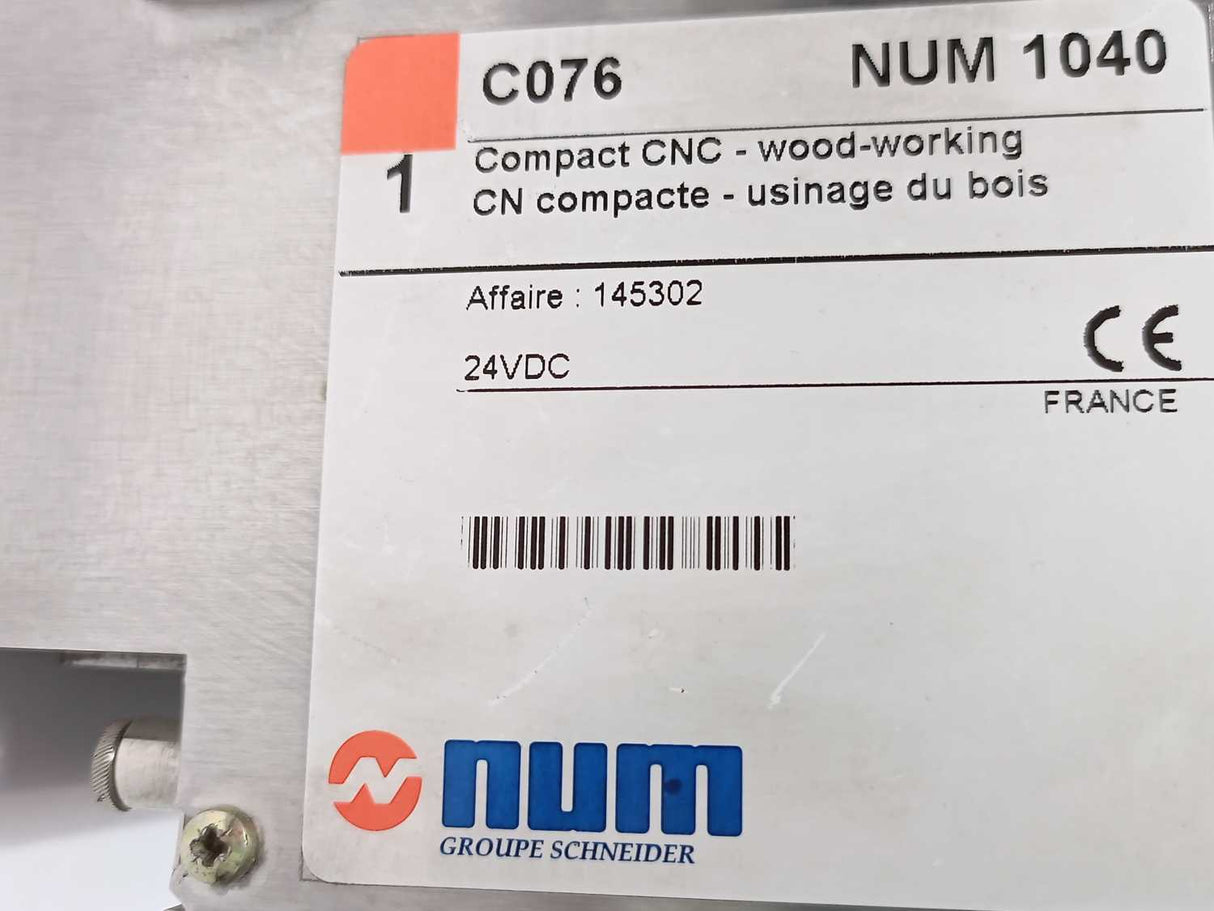 C076 NUM 1040
1
Compact CNC - wood-working
CN compacte - usinage du bois
Affaire : 145302
CE
24VDC
FRANCE
num
GROUPE SCHNEIDER